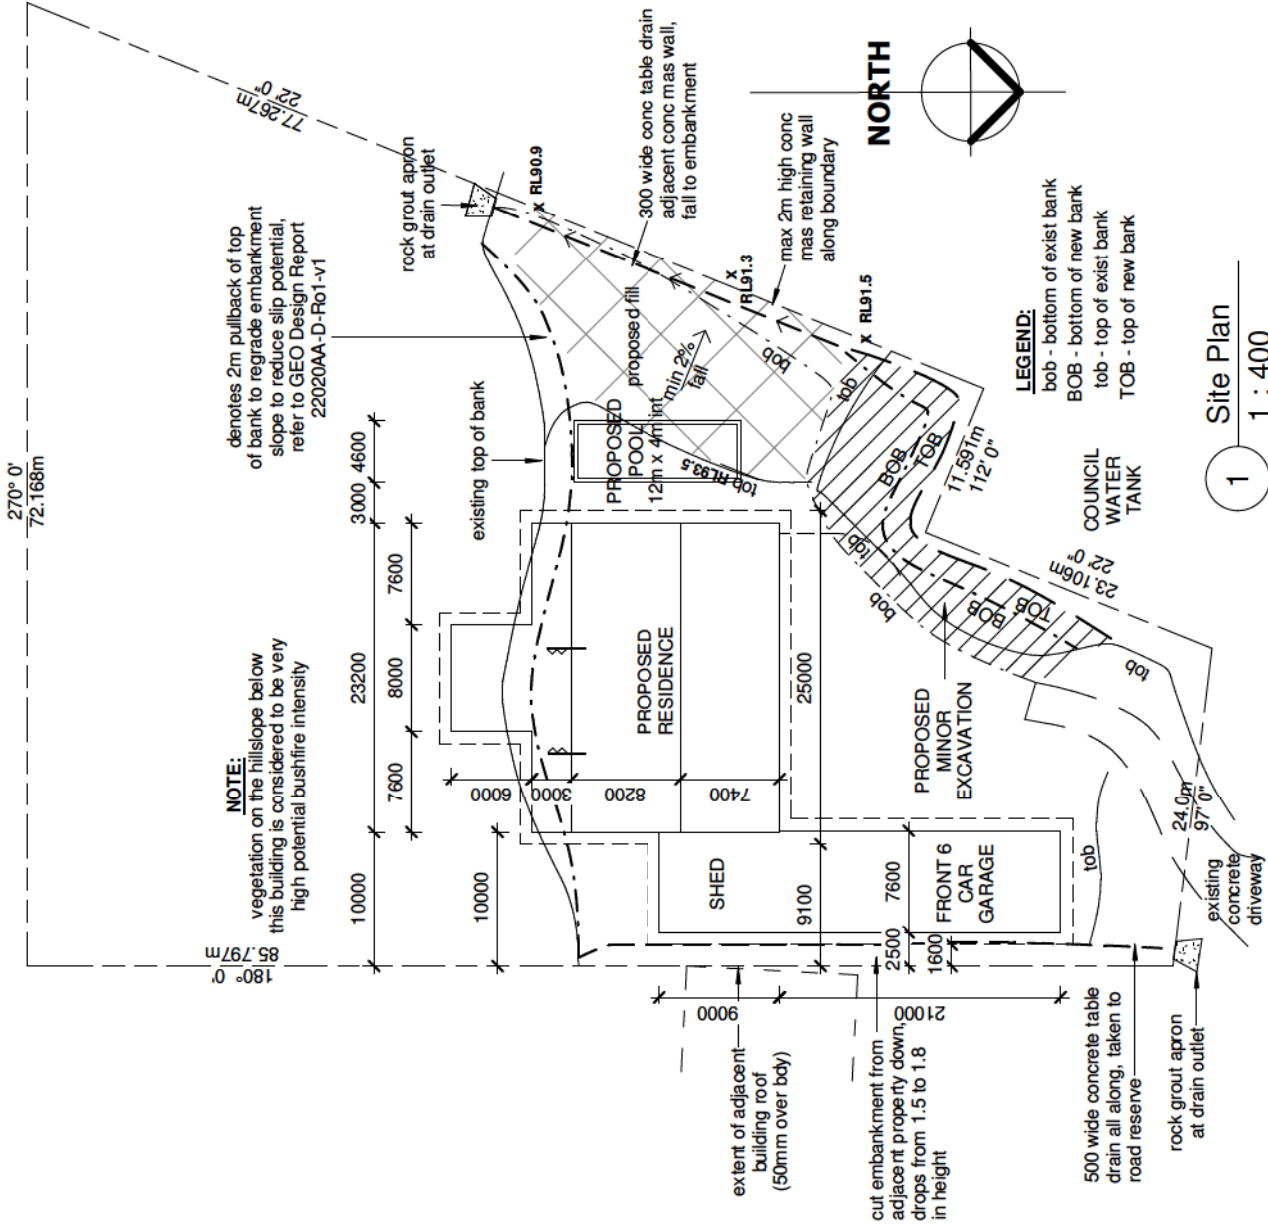 270° 0'
72.168m
77.267m
22' 0"
denotes 2m pullback of top
of bank to regrade embankment
slope to reduce slip potential,
refer to GEO Design Report
22020AA-D-Ro1-v1
rock grout apron
at drain outlet
x RL90.9
300 wide conc table drain
adjacent conc mas wall,
fall to embankment
max 2m high conc
mas retaining wall
along boundary
x
RL91.3
x RL91.5
NORTH
NOTE:
vegetation on the hillslope below
this building is considered to be very
high potential bushfire intensity
existing top of bank
10000
23200
3000
4600
10000
7600
8000
7600
6000
3000
8200
7400
PROPOSED
RESIDENCE
25000
PROPOSED
POOL
12m x 4m int
proposed fill
min 2%
fall
tob RL93.5
bob
tob
BOB
TOB
11.591m
112' 0"
tob
bob
BOB
TOB
23.106m
22' 0"
COUNCIL
WATER
TANK
PROPOSED
MINOR
EXCAVATION
tob
tob
24.0m
97' 0"
existing
concrete
driveway
SHED
9100
7600
FRONT 6
CAR
GARAGE
2500
1600
180° 0'
85.797m
9000
21000
extent of adjacent
building roof
(50mm over bdy)
cut embankment from
adjacent property down,
drops from 1.5 to 1.8
in height
500 wide concrete table
drain all along, taken to
road reserve
rock grout apron
at drain outlet
LEGEND:
bob - bottom of exist bank
BOB - bottom of new bank
tob - top of exist bank
TOB - top of new bank
1
Site Plan
1 : 400